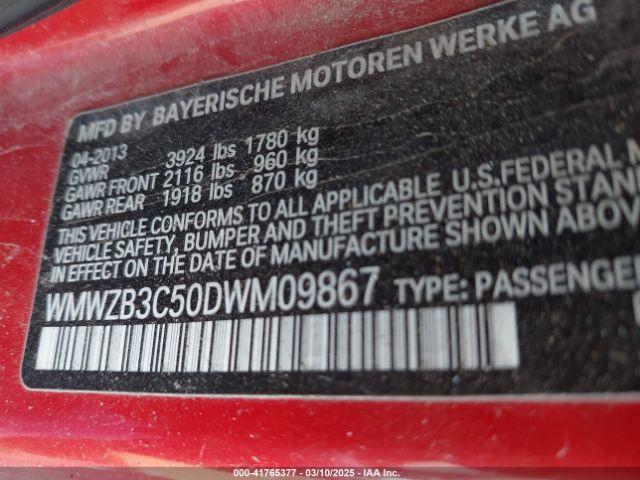 MFD BY BAYERISCHE MOTOREN WERKE AG
04-2013
GVWR 3924 lbs 1780 kg
GAWR FRONT 2116 lbs 960 kg
GAWR REAR 1918 lbs 870 kg
THIS VEHICLE CONFORMS TO ALL APPLICABLE U.S.FEDERAL
VEHICLE SAFETY, BUMPER AND THEFT PREVENTION
IN EFFECT ON THE DATE OF MANUFACTURE SHOWN ABOVE
WMWZB3C50DWM09867 TYPE: PASSENGER
000-41765377 - 03/10/2025 - IAA Inc.